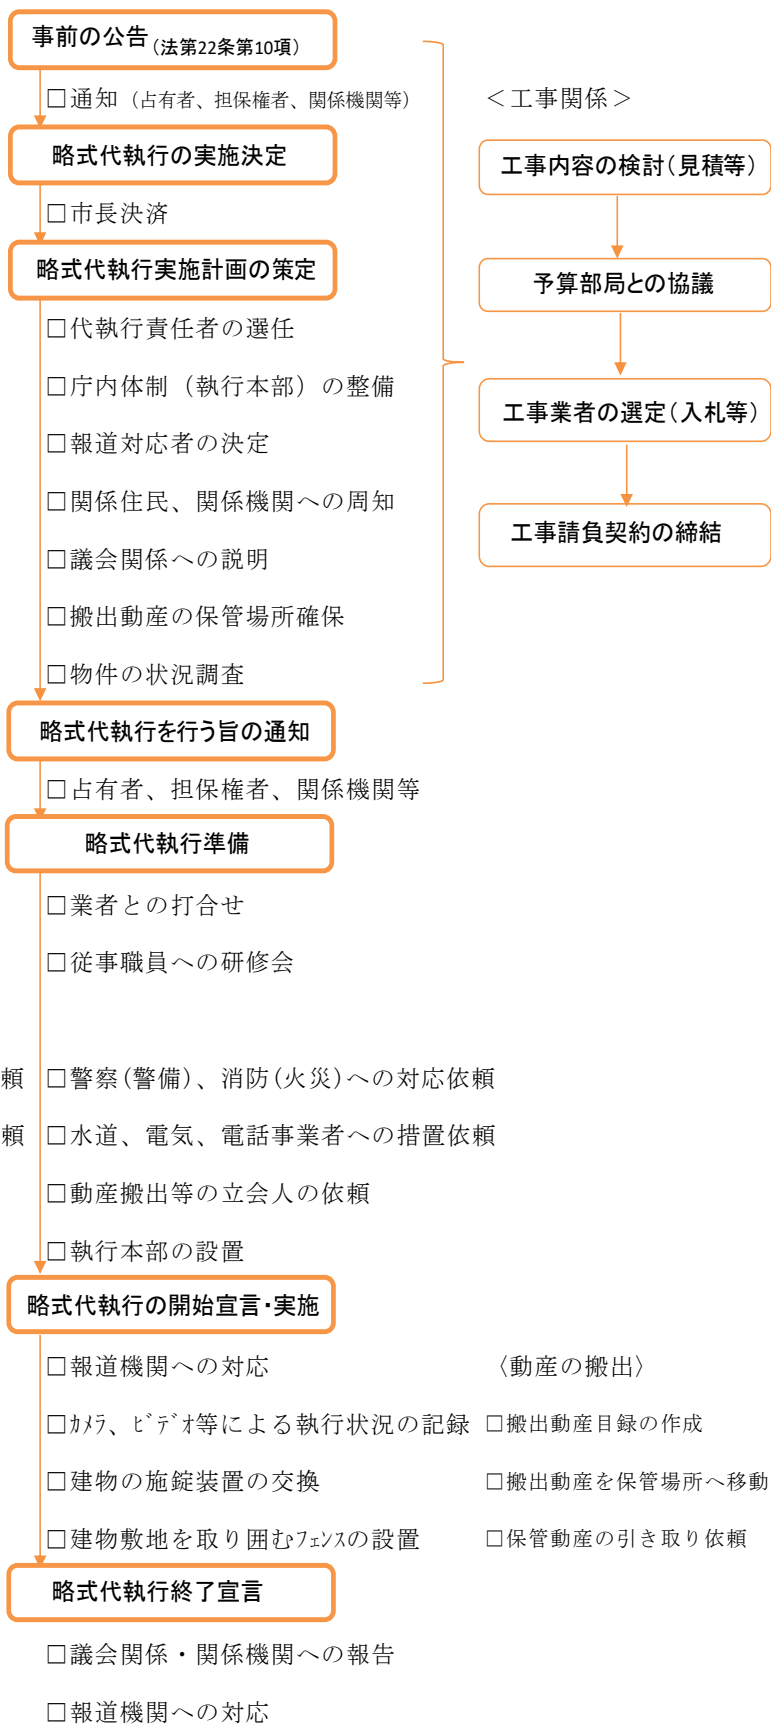 事前の公告(法第22条第10項)
□通知（占有者、担保権者、関係機関等）
略式代執行の実施決定
□市長決済
略式代執行実施計画の策定
□代執行責任者の選任
□庁内体制（執行本部）の整備
□報道対応者の決定
□関係住民、関係機関への周知
□議会関係への説明
□搬出動産の保管場所確保
□物件の状況調査
＜工事関係＞
工事内容の検討(見積等)
予算部局との協議
工事業者の選定(入札等)
工事請負契約の締結
略式代執行を行う旨の通知
□占有者、担保権者、関係機関等
略式代執行準備
□業者との打合せ
□従事職員への研修会
頼 □警察(警備)、消防(火災)への対応依頼
頼 □水道、電気、電話事業者への措置依頼
□動産搬出等の立会人の依頼
□執行本部の設置
略式代執行の開始宣言・実施
□報道機関への対応
□ｶﾒﾗ、ﾋﾞﾃﾞｵ等による執行状況の記録
□建物の施錠装置の交換
□建物敷地を取り囲むﾌｪﾝｽの設置
〈動産の搬出〉
□搬出動産目録の作成
□搬出動産を保管場所へ移動
□保管動産の引き取り依頼
略式代執行終了宣言
□議会関係・関係機関への報告
□報道機関への対応